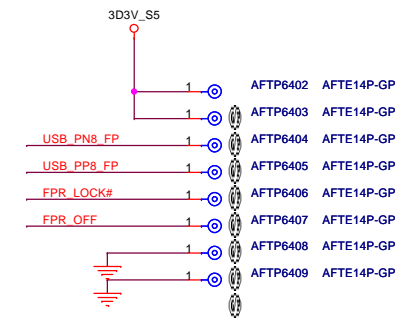 3D3V_S5
1 AFTP6402 AFTE14P-GP
1 AFTP6403 AFTE14P-GP
USB_PN8_FP 1 AFTP6404 AFTE14P-GP
USB_PP8_FP 1 AFTP6405 AFTE14P-GP
FPR_LOCK# 1 AFTP6406 AFTE14P-GP
FPR_OFF 1 AFTP6407 AFTE14P-GP
1 AFTP6408 AFTE14P-GP
1 AFTP6409 AFTE14P-GP